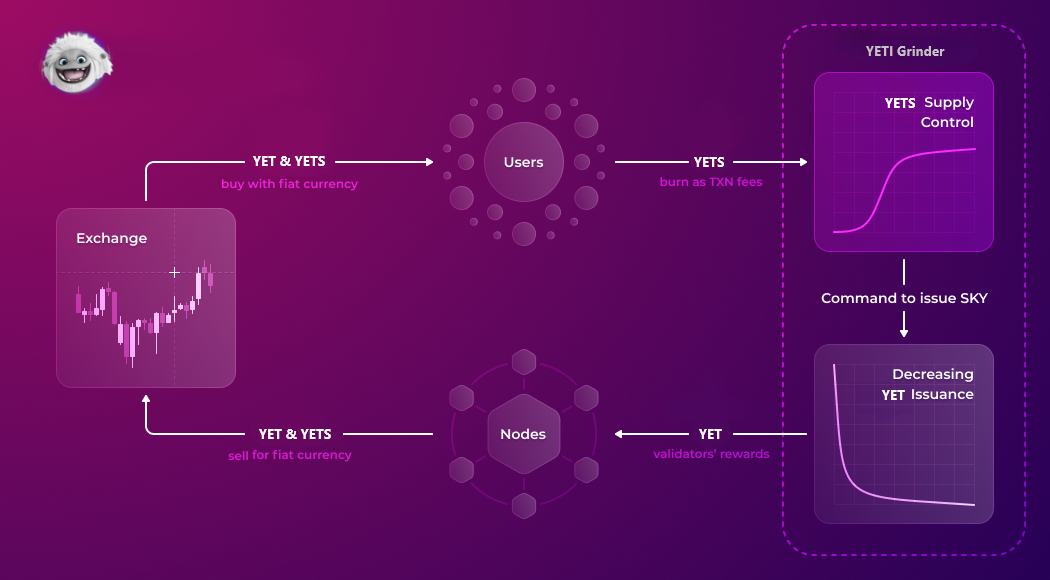 YETI Grinder
YETS Supply
Control
YET & YETS
buy with fiat currency
Users
YETS
burn as TXN fees
Exchange
Command to issue SKY
Decreasing
YET Issuance
YET & YETS
sell for fiat currency
Nodes
YET
validators' rewards